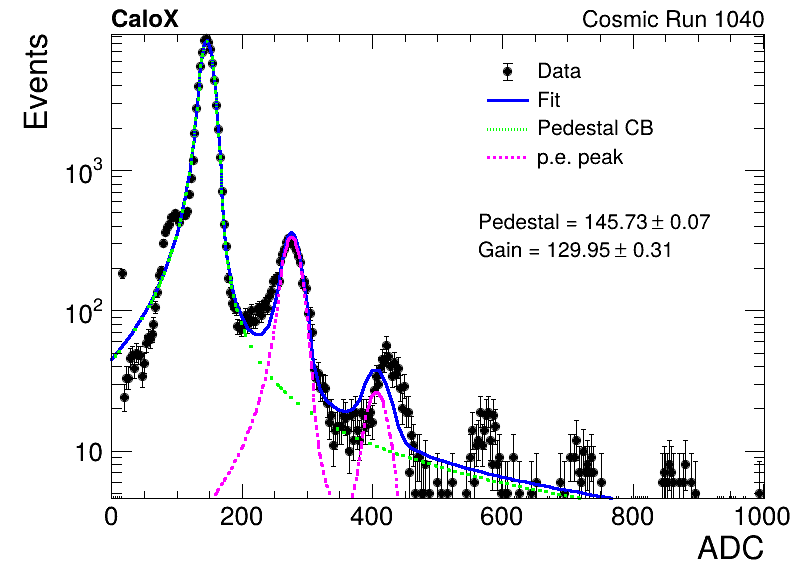 CaloX
Cosmic Run 1040
Events
Data
Fit
Pedestal CB
p.e. peak
Pedestal = 145.73 ± 0.07
Gain = 129.95 ± 0.31
10³
10²
10
0 200 400 600 800 1000
ADC